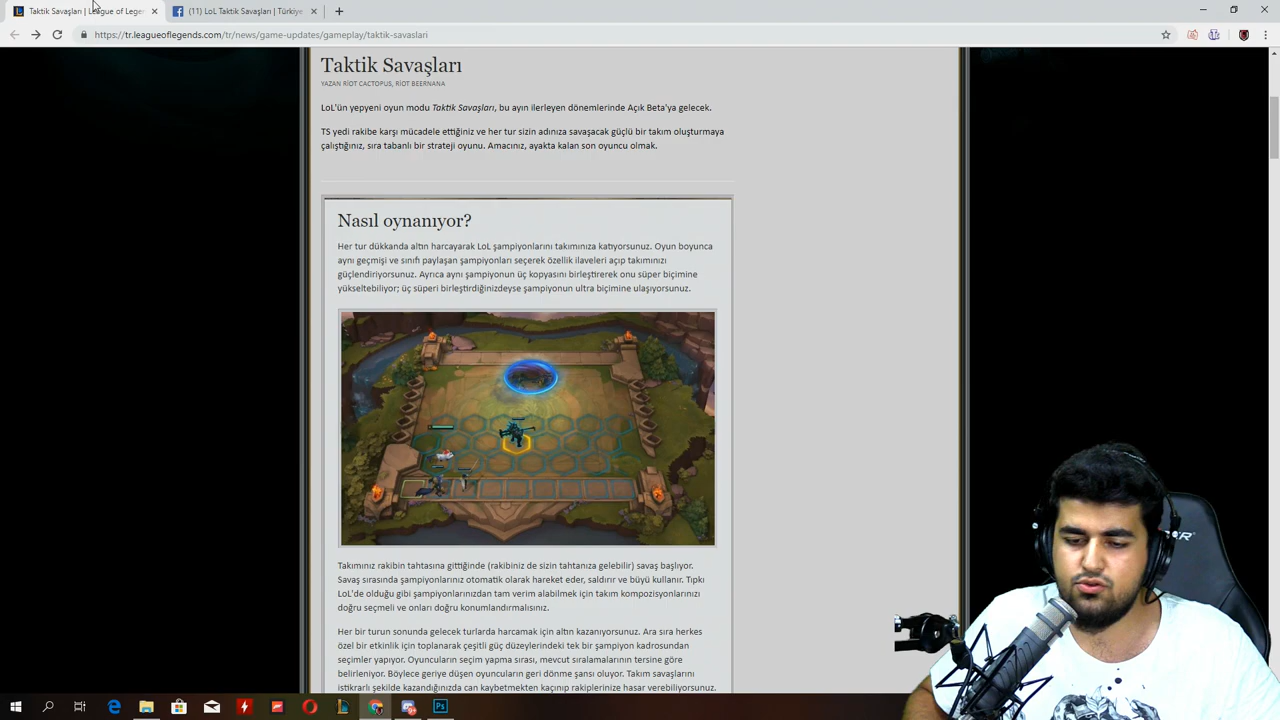 Taktik Savaşları | League of Leger
(11) LoL Taktik Savaşları | Türkiye
https://tr.leagueoflegends.com/tr/news/game-updates/gameplay/taktik-savaslari
Taktik Savaşları
YAZAN RİOT CACTOPUS, RİOT BEERNANA
LoL'ün yepyeni oyun modu Taktik Savaşları, bu ayın ilerleyen dönemlerinde Açık Beta'ya gelecek.
TS yedi rakibe karşı mücadele ettiğiniz ve her tur sizin adınıza savaşacak güçlü bir takım oluşturmaya
çalıştığınız, sıra tabanlı bir strateji oyunu. Amacınız, ayakta kalan son oyuncu olmak.
Nasıl oynanıyor?
Her tur dükkanda altın harcayarak LoL şampiyonlarını takımınıza katıyorsunuz. Oyun boyunca
aynı geçmişi ve sınıfı paylaşan şampiyonları seçerek özellik ilaveleri açıp takımınızı
güçlendiriyorsunuz. Ayrıca aynı şampiyonun üç kopyasını birleştirerek onu süper biçimine
yükseltebiliyor; üç süperi birleştirdiğinizdeyse şampiyonun ultra biçimine ulaşıyorsunuz.
Takımınız rakibin tahtasına gittiğinde (rakibiniz de sizin tahtanıza gelebilir) savaş başlıyor.
Savaş sırasında şampiyonlarınız otomatik olarak hareket eder, saldırır ve büyü kullanır. Tıpkı
LoL'de olduğu gibi şampiyonlarınızdan tam verim alabilmek için takım kompozisyonlarınızı
doğru seçmeli ve onları doğru konumlandırmalısınız.
Her bir turun sonunda gelecek turlarda harcamak için altın kazanıyorsunuz. Ara sıra herkes
özel bir etkinlik için toplanarak çeşitli güç düzeylerindeki tek bir şampiyon kadrosundan
seçimler yapıyor. Oyuncuların seçim yapma sırası, mevcut sıralamalarının tersine göre
belirleniyor. Böylece geriye düşen oyuncuların geri dönme şansı oluyor. Takım savaşlarını
istikrarlı şekilde kazandığınızda can kaybetmekten kaçınıp rakiplerinize hasar verebiliyorsunuz.